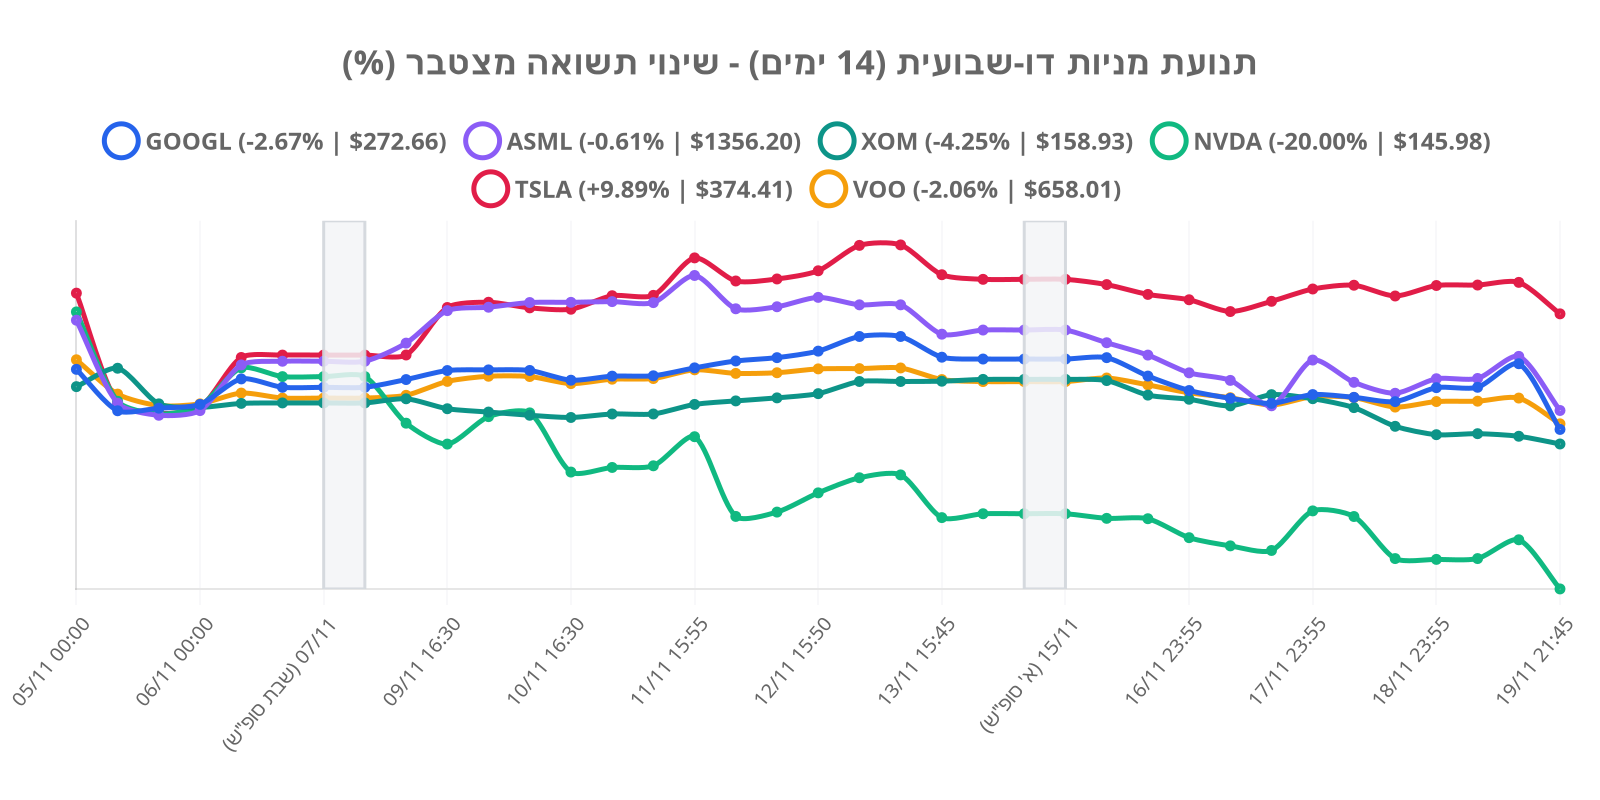 תנועת מניות דו-שבועית (14 ימים) - שינוי תשואה מצטבר (%)
GOOGL (-2.67% | $272.66) ASML (-0.61% | $1356.20) XOM (-4.25% | $158.93) NVDA (-20.00% | $145.98)
TSLA (+9.89% | $374.41) VOO (-2.06% | $658.01)
05/11 00:00
06/11 00:00
07/11 (שבת סופ"ש)
09/11 16:30
10/11 16:30
11/11 15:55
12/11 15:50
13/11 15:45
15/11 (א' סופ"ש)
16/11 23:55
17/11 23:55
18/11 23:55
19/11 21:45